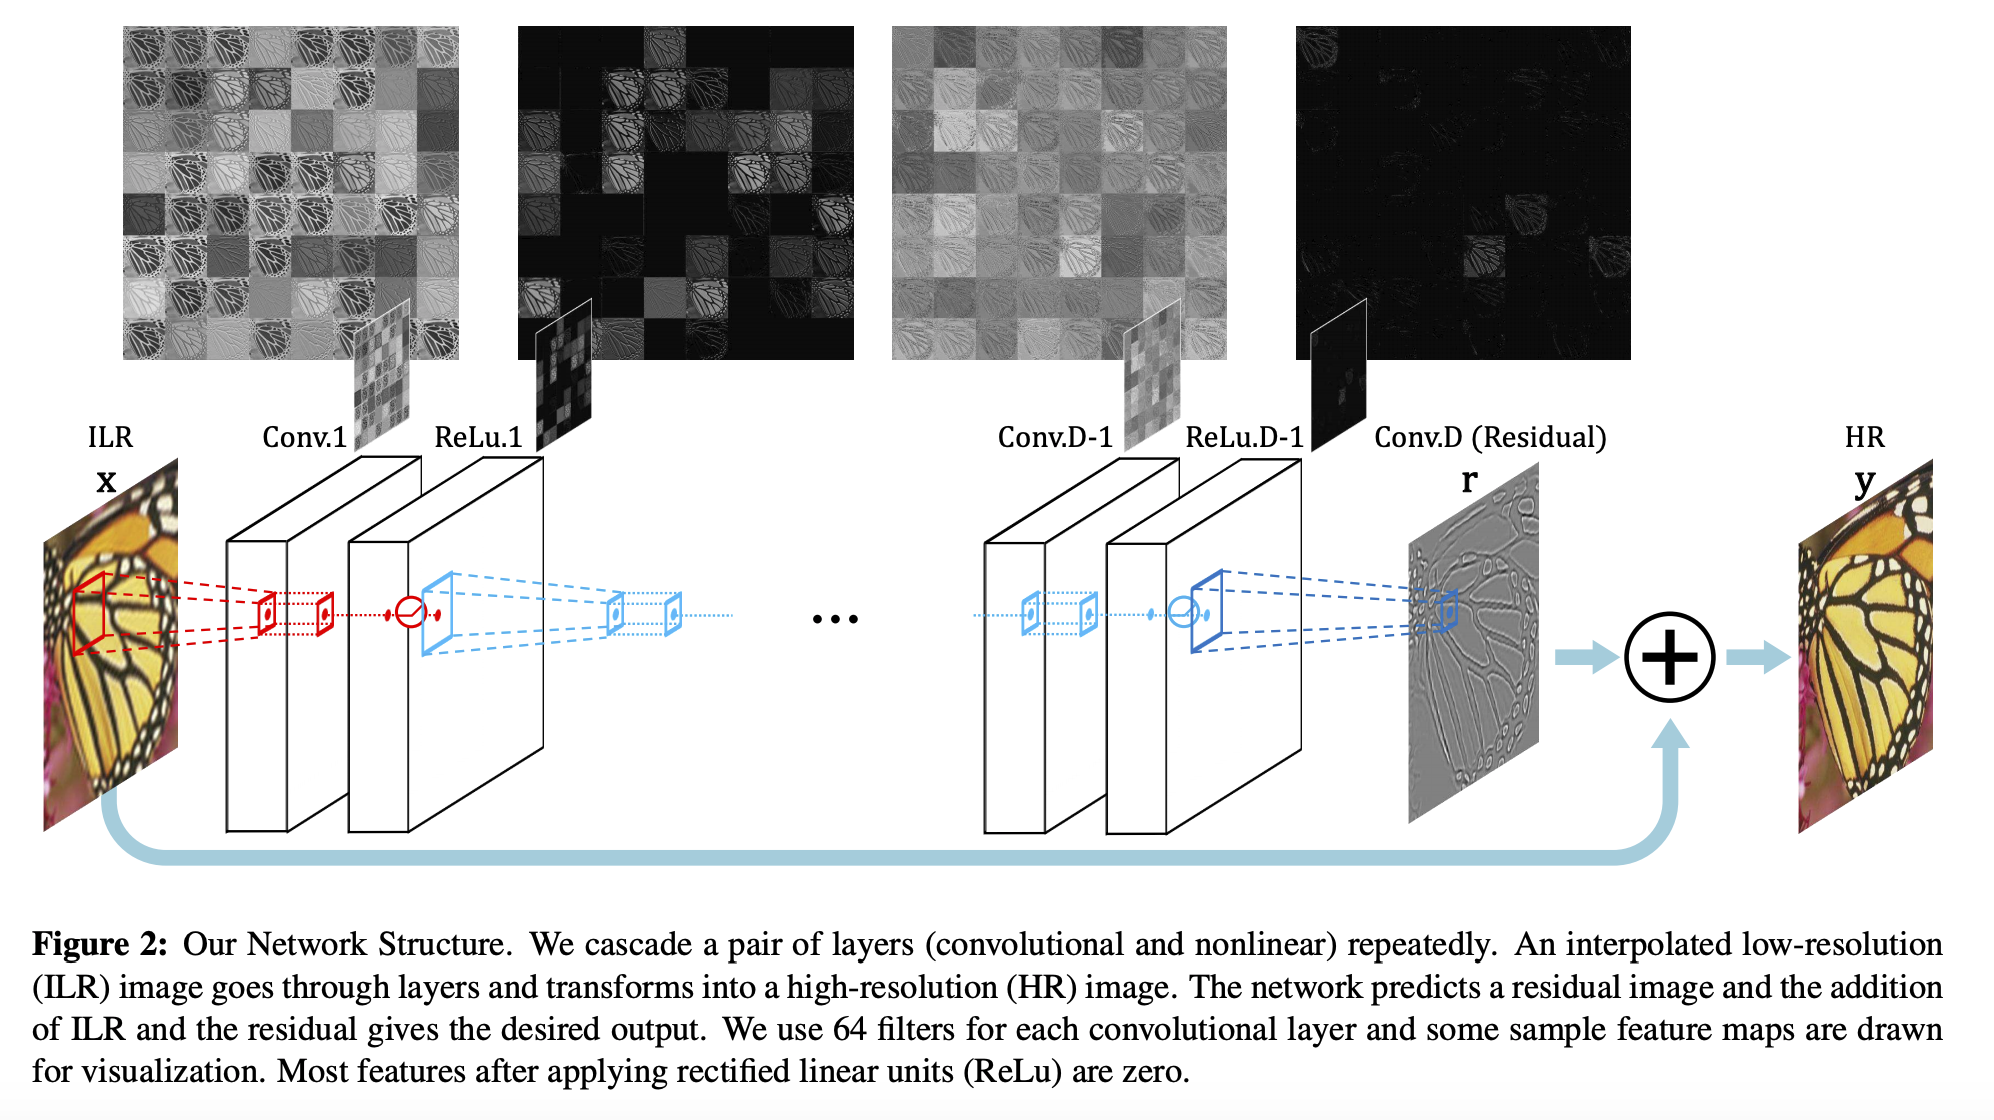 ILR
x
Conv.1
ReLu.1
...
Conv.D-1
ReLu.D-1
Conv.D (Residual)
r
HR
y
Figure 2: Our Network Structure. We cascade a pair of layers (convolutional and nonlinear) repeatedly. An interpolated low-resolution
(ILR) image goes through layers and transforms into a high-resolution (HR) image. The network predicts a residual image and the addition
of ILR and the residual gives the desired output. We use 64 filters for each convolutional layer and some sample feature maps are drawn
for visualization. Most features after applying rectified linear units (ReLu) are zero.